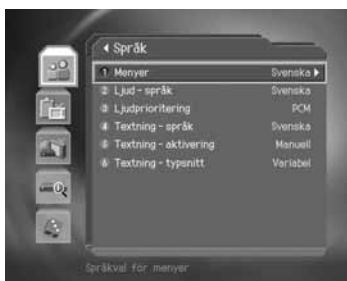 Språk
1 Menyer Svenska
2 Ljud - språk Svenska
3 Ljudprioritering PCM
4 Textning - språk Svenska
5 Textning - aktivering Manuell
6 Textning - typsnitt Variabel
Språkval för menyer